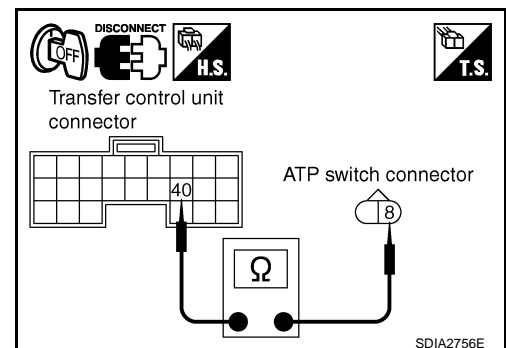 OFF
DISCONNECT
H.S.
T.S.
Transfer control unit
connector
40
ATP switch connector
8
Ω
SDIA2756E